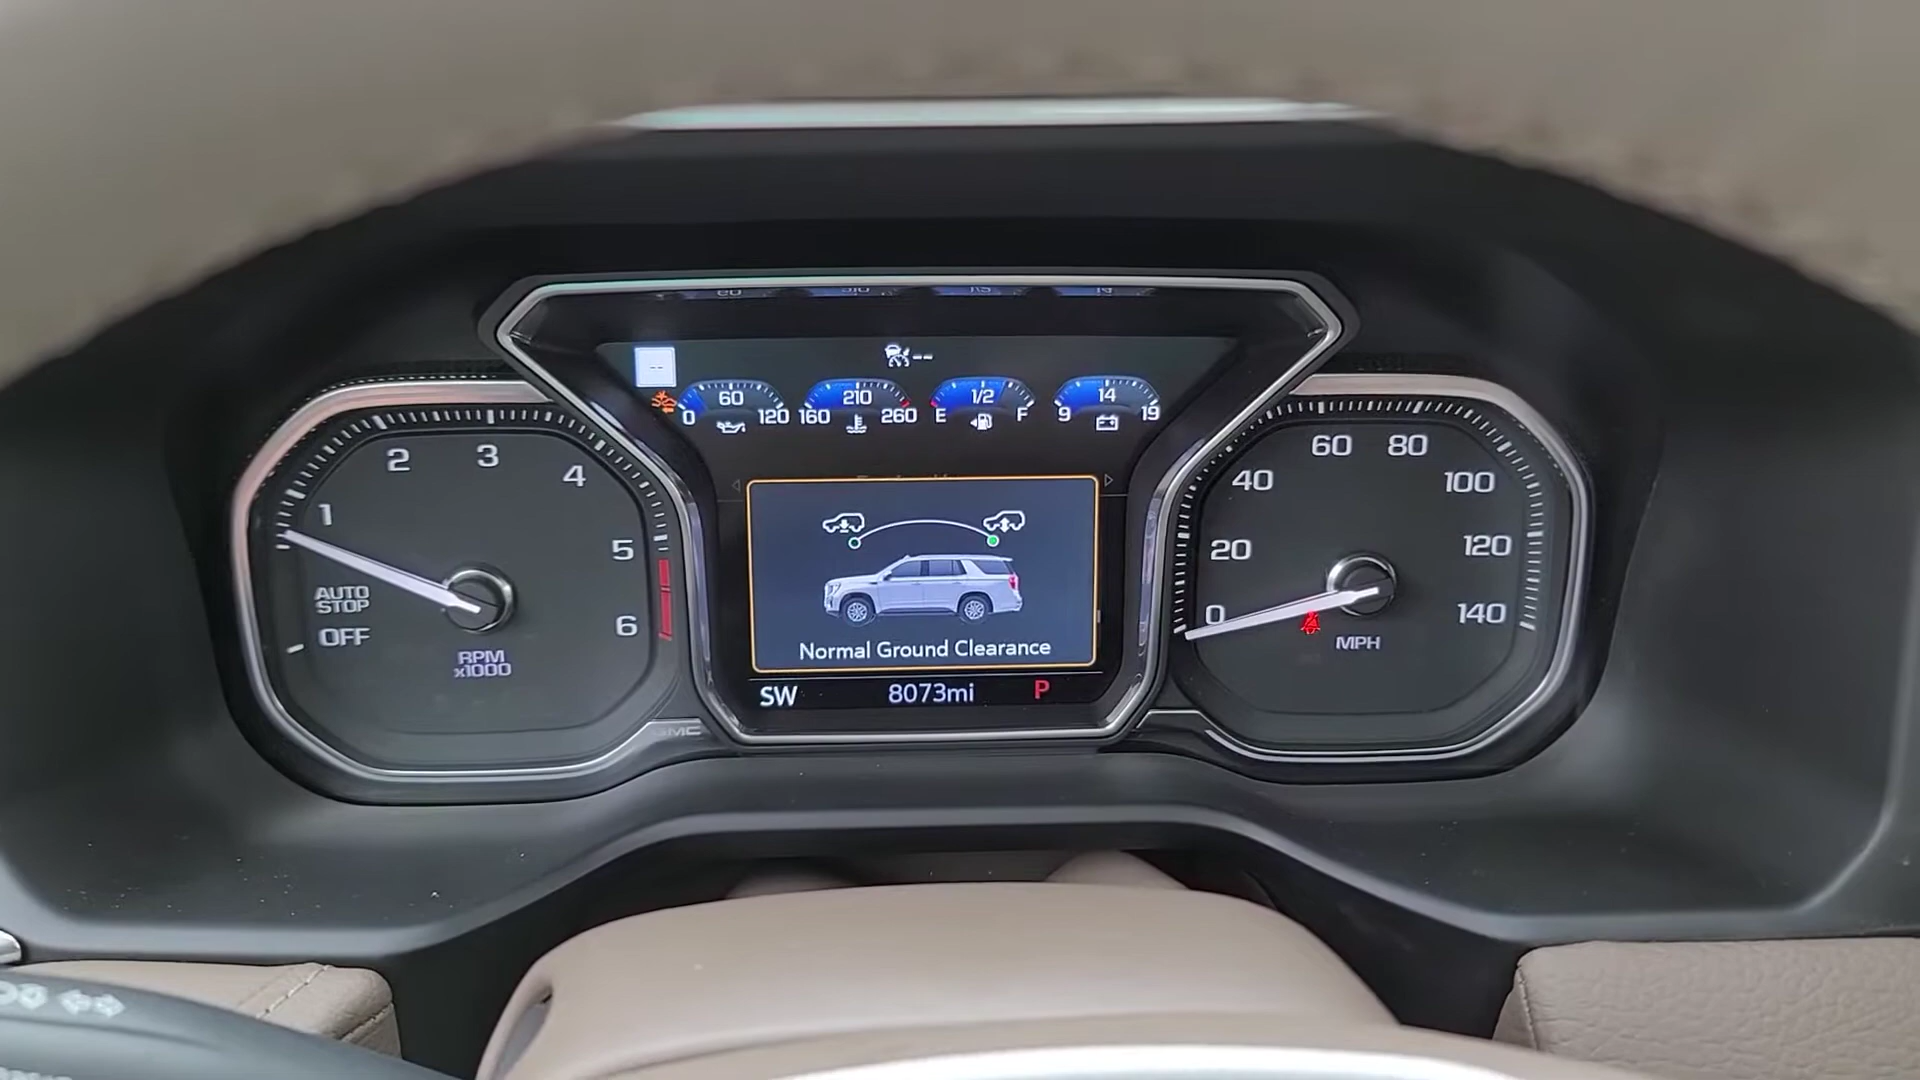 --
--
60
0 120
210
160 260
1/2
E F
14
9 19
1
2
3
4
5
6
AUTO
STOP
OFF
RPM
x1000
Normal Ground Clearance
SW 8073mi P
GMC
0
20
40
60
80
100
120
140
MPH